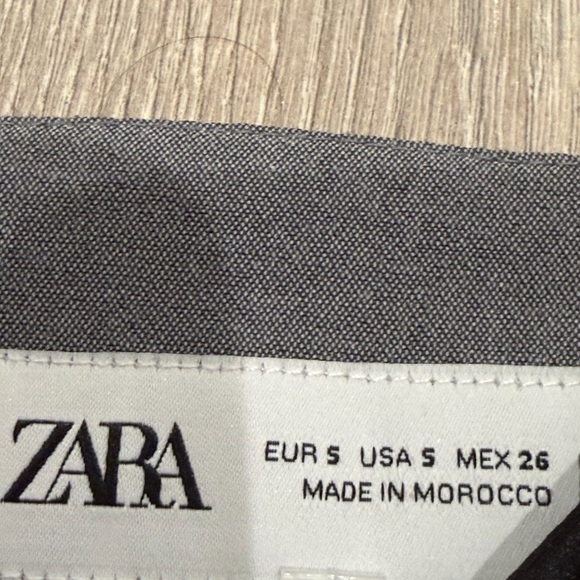 ZARA
EUR S USA S MEX 26
MADE IN MOROCCO